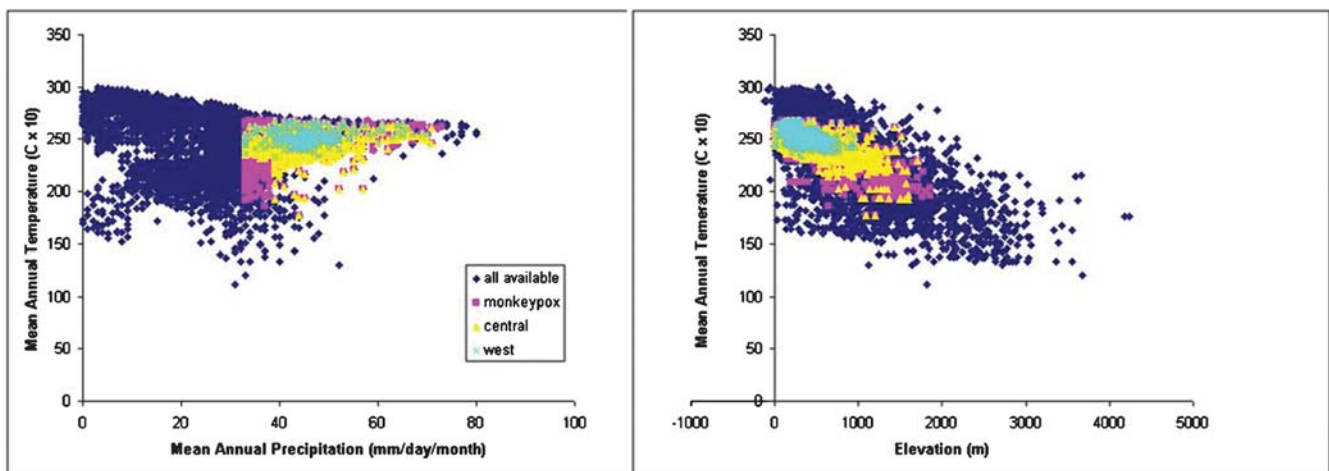 350
300
250
200
150
100
50
0
Mean Annual Temperature (C × 10)
0 20 40 60 80 100
Mean Annual Precipitation (mm/day/month)
all available
monkeypox
central
west
350
300
250
200
150
100
50
0
Mean Annual Temerature (C × 10)
-1000 0 1000 2000 3000 4000 5000
Elevation (m)